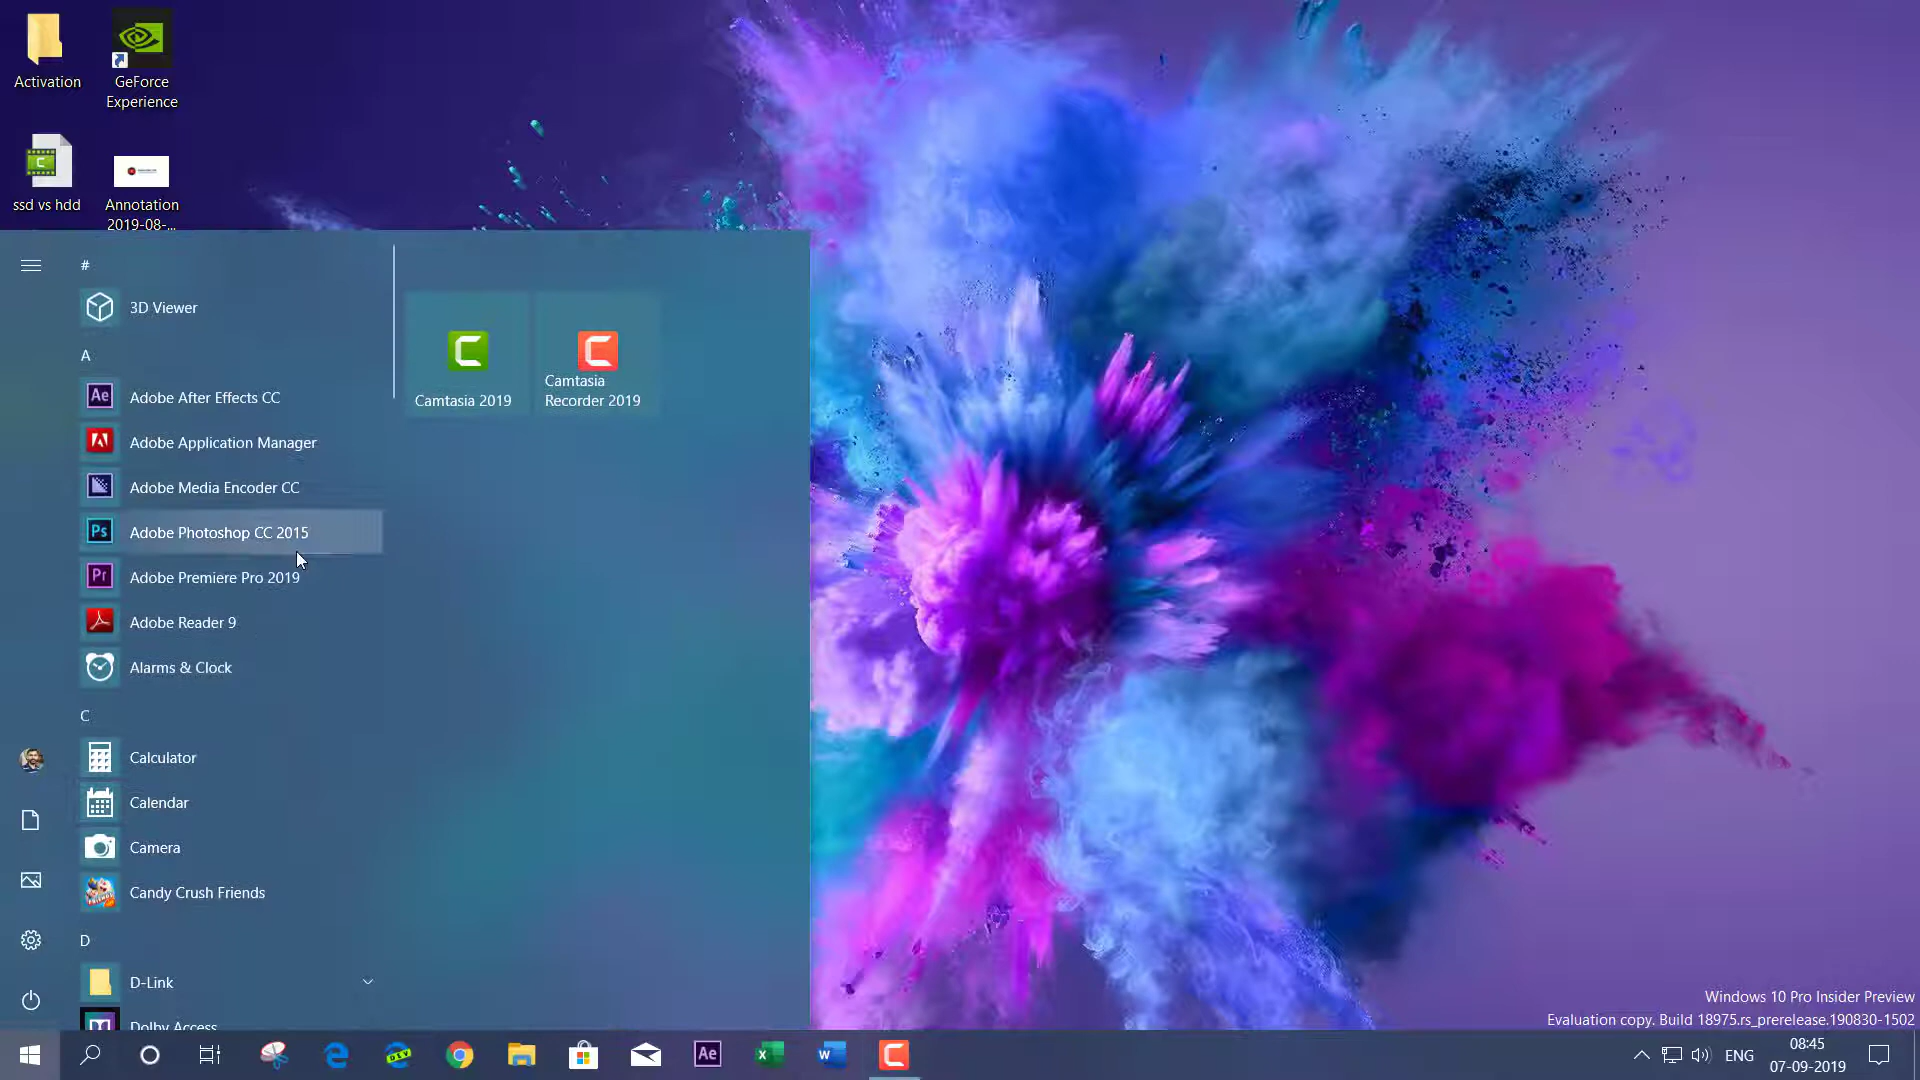 Activation
GeForce
Experience
ssd vs hdd
Annotation
2019-08-...
#
3D Viewer
A
Adobe After Effects CC
Adobe Application Manager
Adobe Media Encoder CC
Adobe Photoshop CC 2015
Adobe Premiere Pro 2019
Adobe Reader 9
Alarms & Clock
C
Calculator
Calendar
Camera
Candy Crush Friends
D
D-Link
Dolby Access
Camtasia 2019
Camtasia
Recorder 2019
Windows 10 Pro Insider Preview
Evaluation copy. Build 18975.rs_prerelease.190830-1502
ENG
08:45
07-09-2019